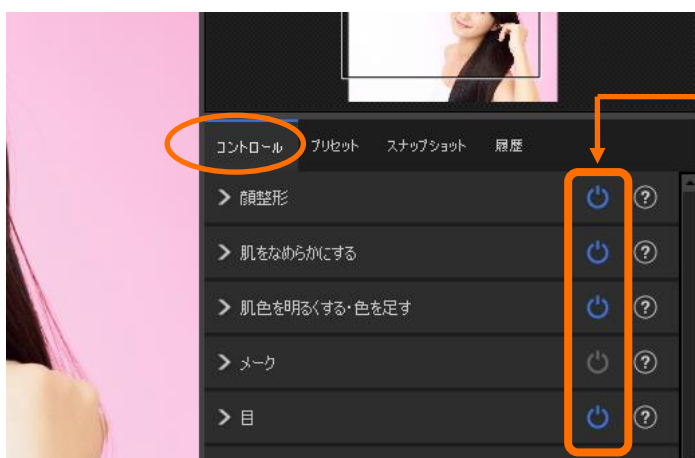 コントロール プリセット スナップショット 履歴
顔整形 ?
肌をなめらかにする ?
肌色を明るくする・色を足す ?
メーク ?
目 ?